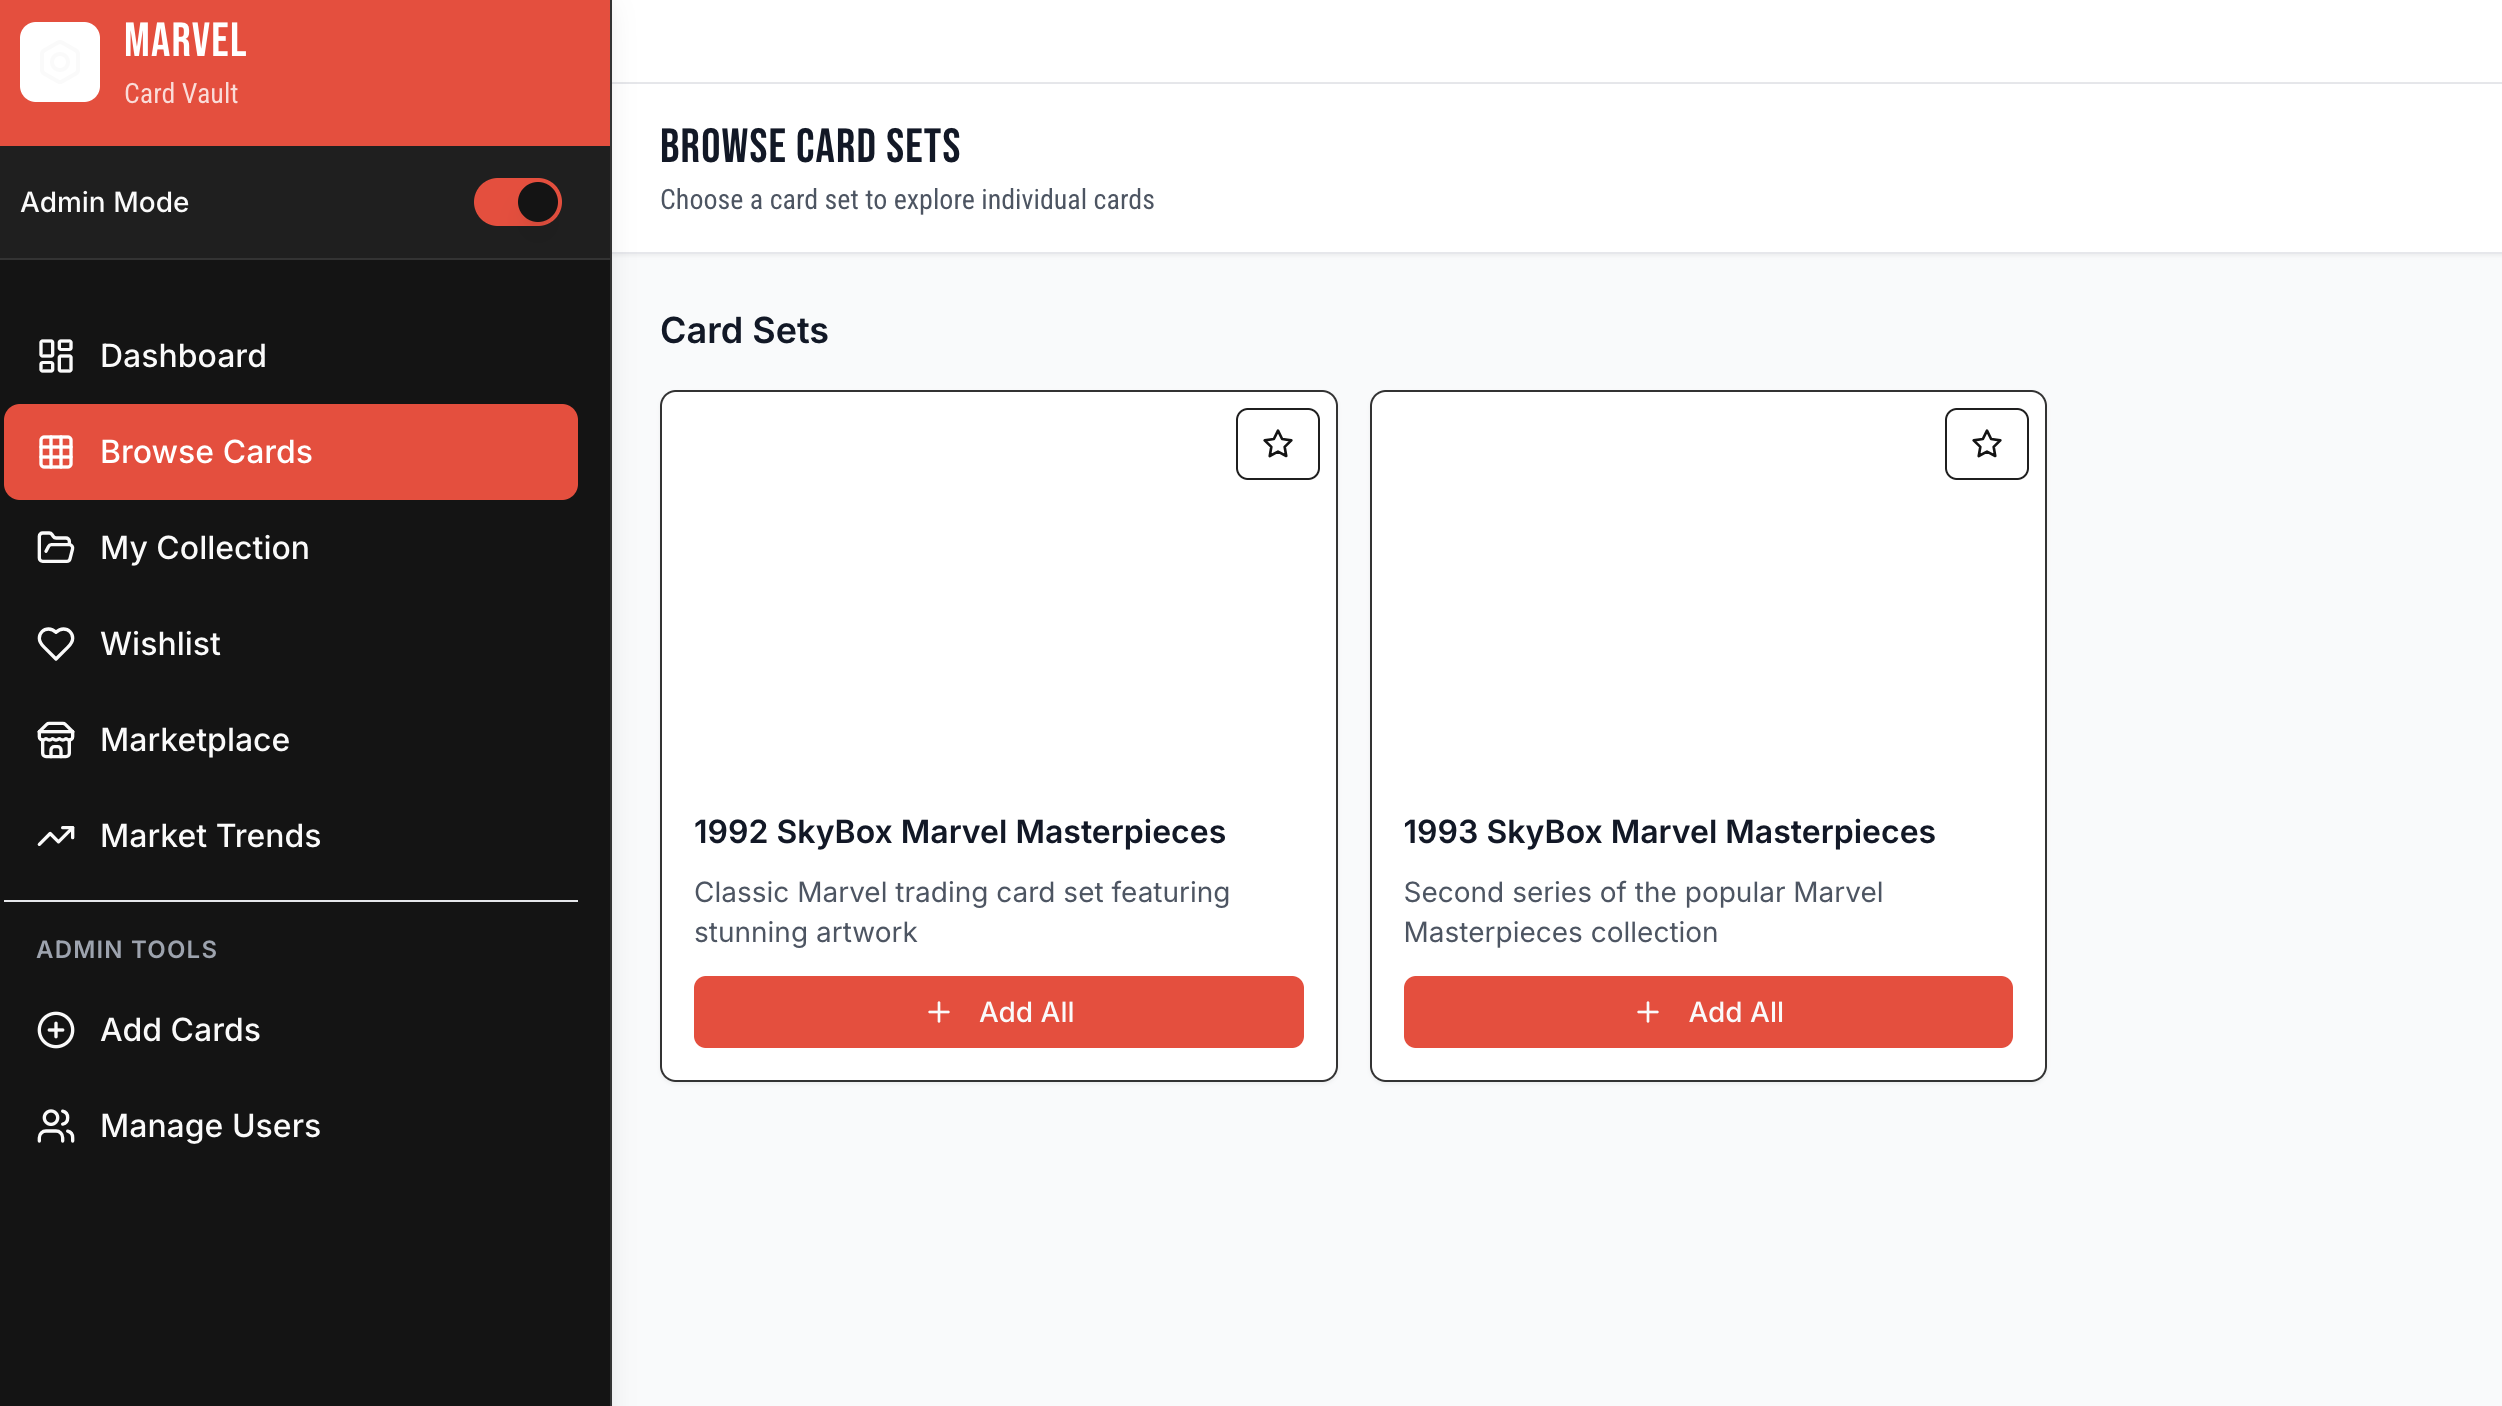 MARVEL
Card Vault
Admin Mode
Dashboard
Browse Cards
My Collection
Wishlist
Marketplace
Market Trends
ADMIN TOOLS
Add Cards
Manage Users
BROWSE CARD SETS
Choose a card set to explore individual cards
Card Sets
1992 SkyBox Marvel Masterpieces
Classic Marvel trading card set featuring
stunning artwork
Add All
1993 SkyBox Marvel Masterpieces
Second series of the popular Marvel
Masterpieces collection
Add All